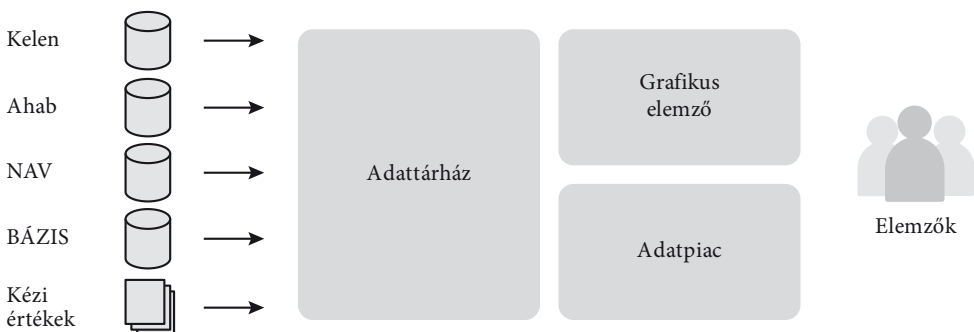 Kelen
Ahab
NAV
BÁZIS
Kézi
értékek
Adattárház
Grafikus
elemző
Adatpiac
Elemzők